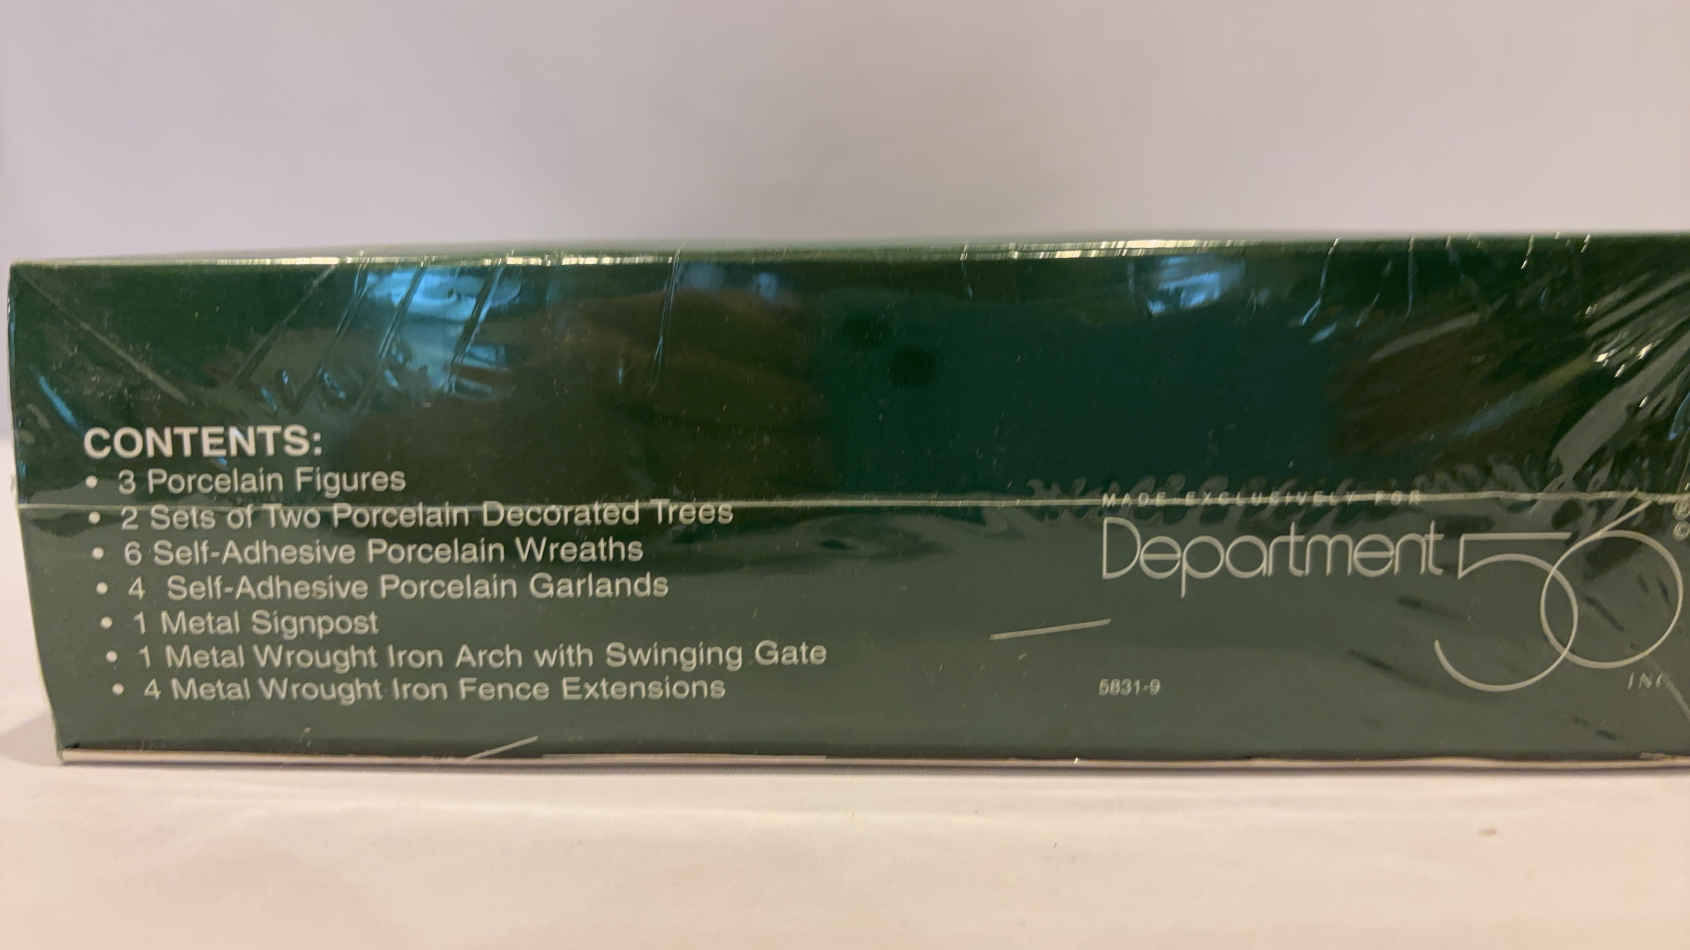 CONTENTS:
• 3 Porcelain Figures
• 2 Sets of Two Porcelain Decorated Trees
• 6 Self-Adhesive Porcelain Wreaths
• 4 Self-Adhesive Porcelain Garlands
• 1 Metal Signpost
• 1 Metal Wrought Iron Arch with Swinging Gate
• 4 Metal Wrought Iron Fence Extensions
MADE EXCLUSIVELY FOR
Department 56 ®
©
INC.
5831-9